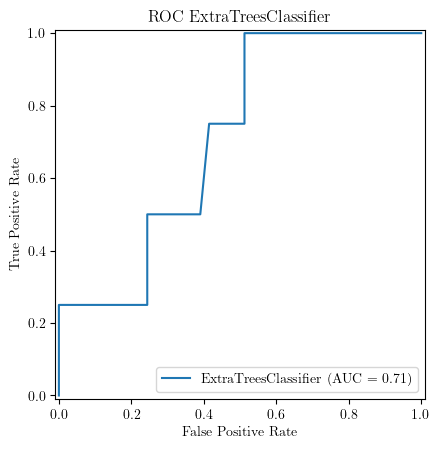 ROC ExtraTreesClassifier
1.0
0.8
0.6
0.4
0.2
0.0
True Positive Rate
ExtraTreesClassifier (AUC = 0.71)
0.0 0.2 0.4 0.6 0.8 1.0
False Positive Rate